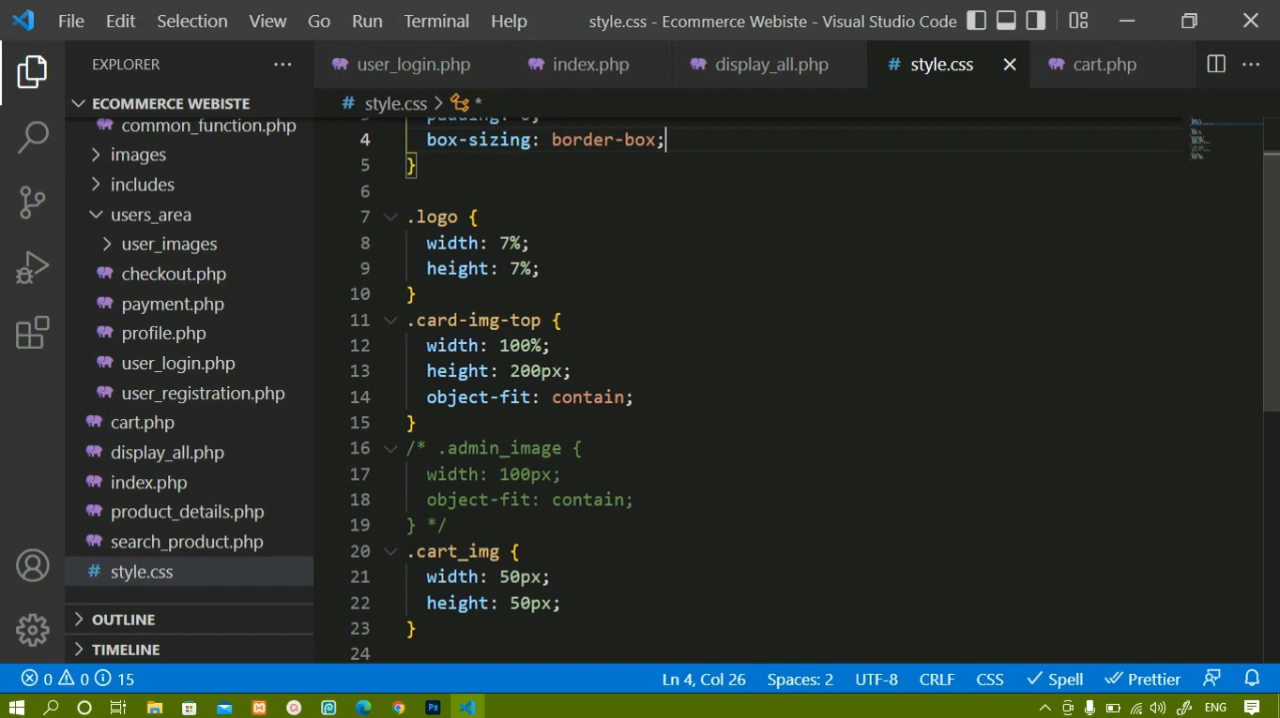 File Edit Selection View Go Run Terminal Help style.css - Ecommerce Webiste - Visual Studio Code
EXPLORER
user_login.php index.php display_all.php # style.css cart.php
ECOMMERCE WEBISTE
# style.css > *
common_function.php
images
includes
users_area
user_images
checkout.php
payment.php
profile.php
user_login.php
user_registration.php
cart.php
display_all.php
index.php
product_details.php
search_product.php
# style.css
OUTLINE
TIMELINE
3 padding: 0;
4 box-sizing: border-box;
5 }
6
7 .logo {
8 width: 7%;
9 height: 7%;
10 }
11 .card-img-top {
12 width: 100%;
13 height: 200px;
14 object-fit: contain;
15 }
16 /* .admin_image {
17 width: 100px;
18 object-fit: contain;
19 } */
20 .cart_img {
21 width: 50px;
22 height: 50px;
23 }
24
0 0 15 Ln 4, Col 26 Spaces: 2 UTF-8 CRLF CSS Spell Prettier
Ps ENG